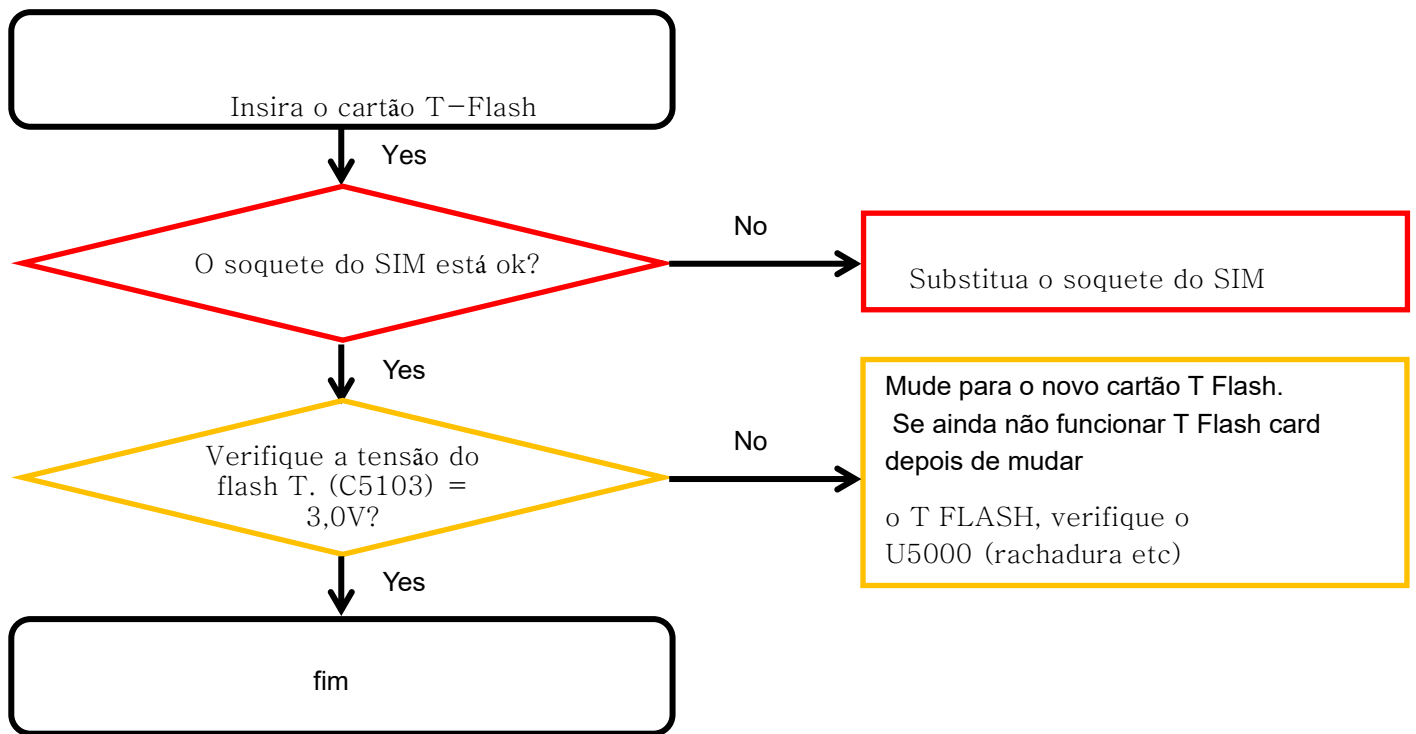 Insira o cartão T-Flash
Yes
O soquete do SIM está ok?
No
Substitua o soquete do SIM
Yes
Verifique a tensão do
flash T. (C5103) =
3,0V?
No
Mude para o novo cartão T Flash.
Se ainda não funcionar T Flash card
depois de mudar
o T FLASH, verifique o
U5000 (rachadura etc)
Yes
fim